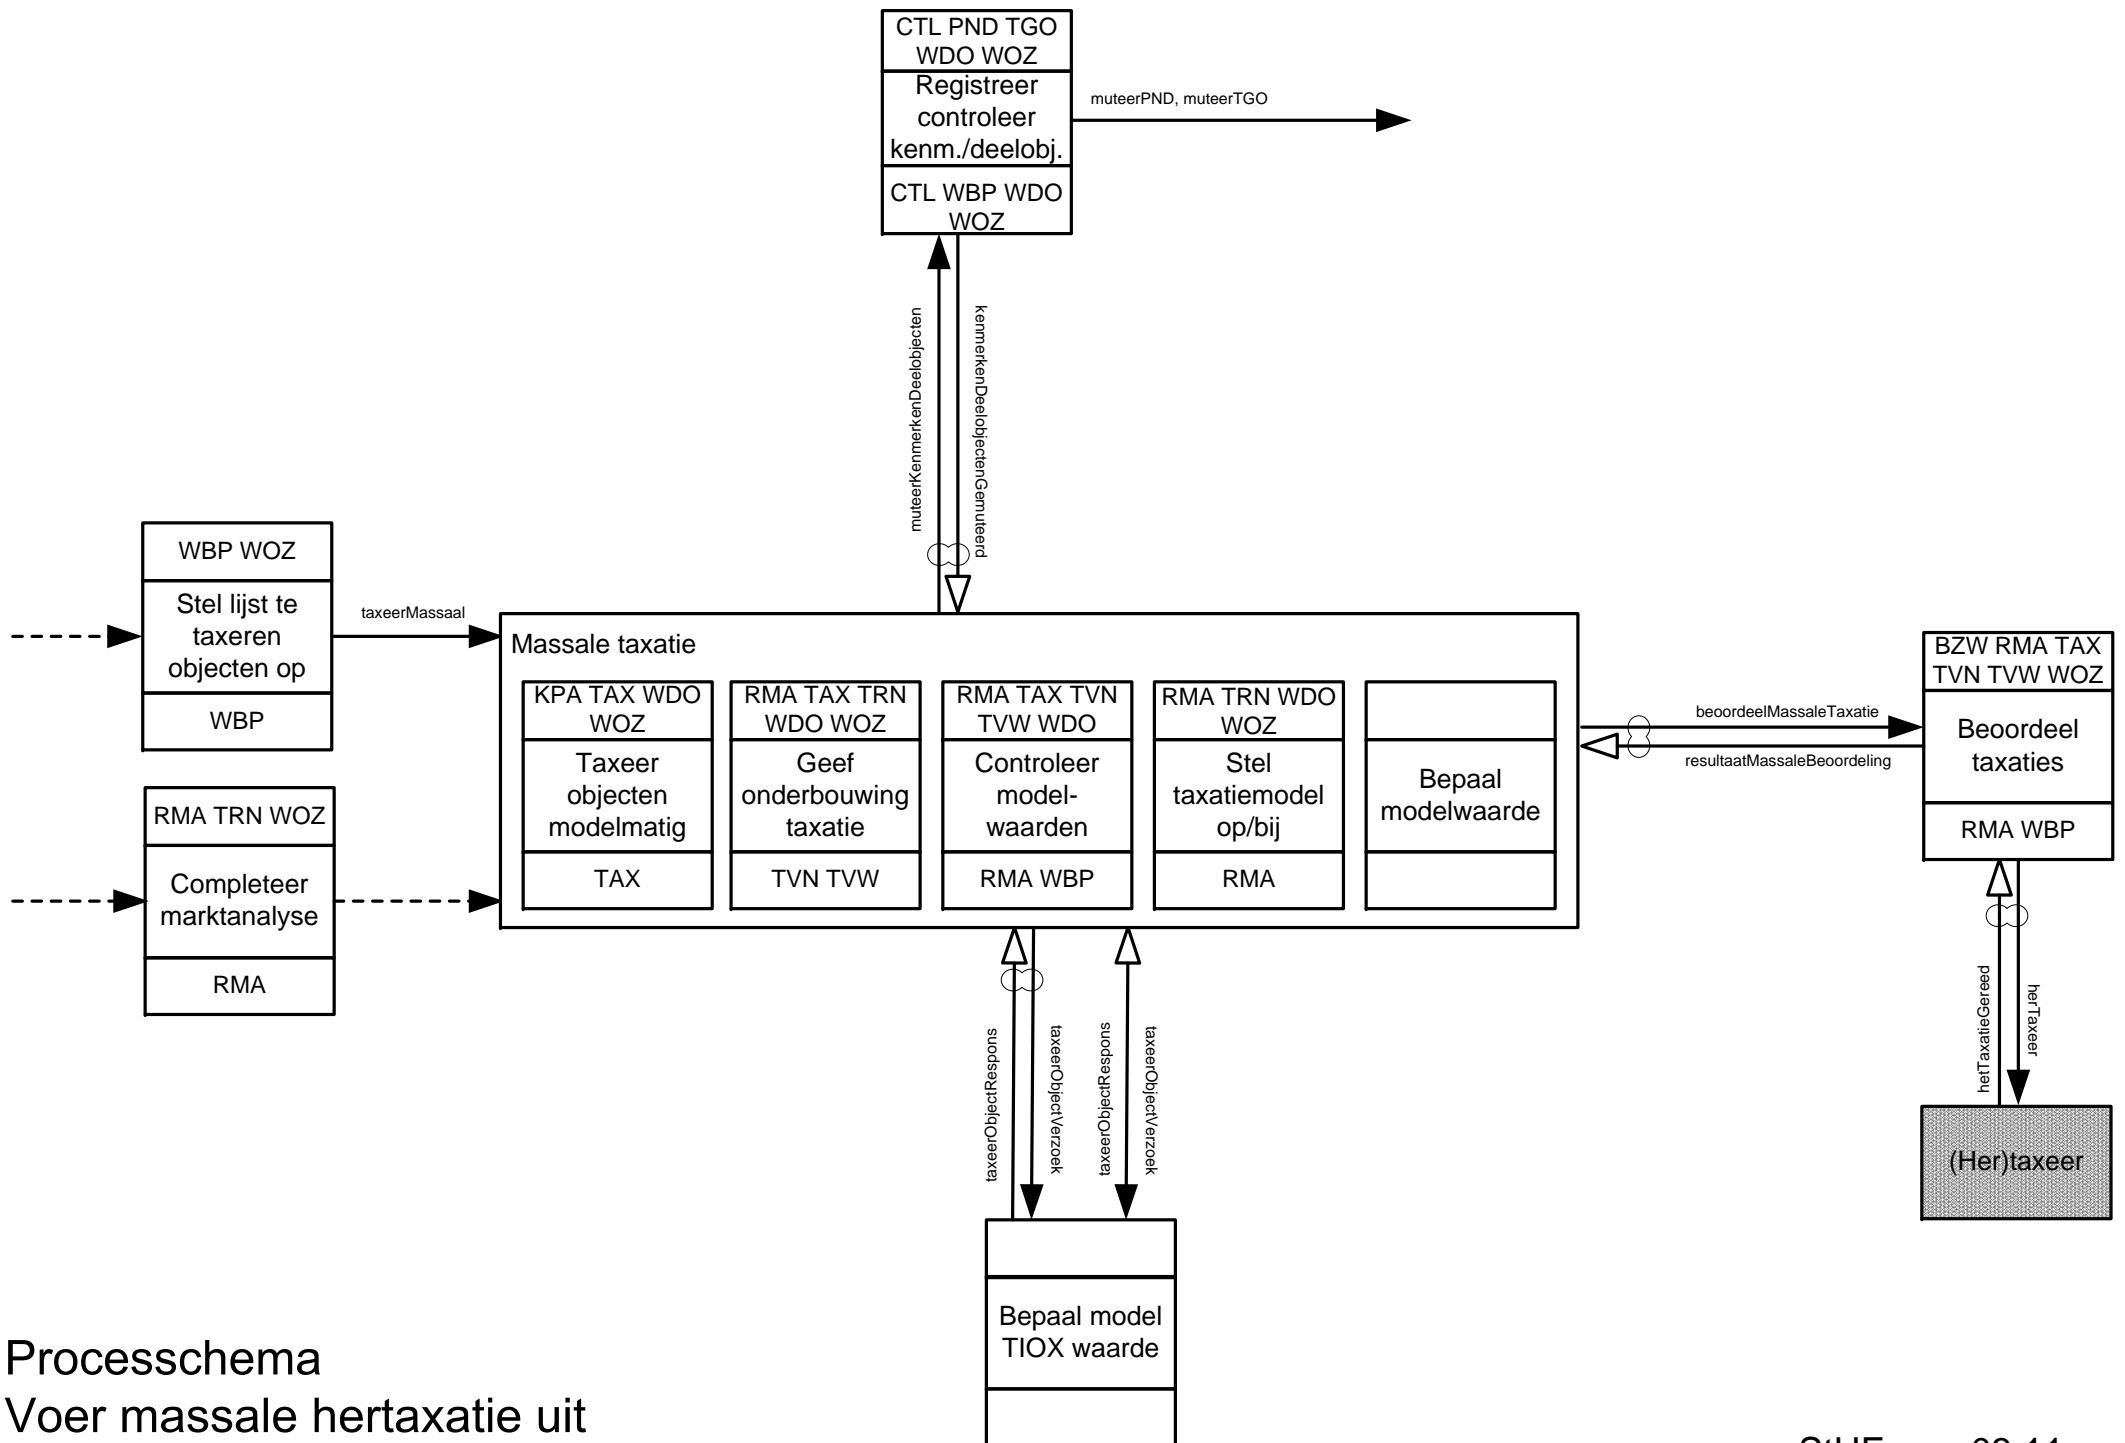 CTL PND TGO
WDO WOZ
Registreer
controleer
kenm./deelobj.
CTL WBP WDO
WOZ
muteerPND, muteerTGO
muteerKenmerkenDeelobjecten
kenmerkenDeelobjectenGemuteerd
WBP WOZ
Stel lijst te
taxeren
objecten op
WBP
taxeerMassaal
RMA TRN WOZ
Completeer
marktanalyse
RMA
Massale taxatie
KPA TAX WDO
WOZ
Taxeer
objecten
modelmatig
TAX
RMA TAX TRN
WDO WOZ
Geef
onderbouwing
taxatie
TVN TVW
RMA TAX TVN
TVW WDO
Controleer
model-
waarden
RMA WBP
RMA TRN WDO
WOZ
Stel
taxatiemodel
op/bij
RMA
Bepaal
modelwaarde
beoordeelMassaleTaxatie
resultaatMassaleBeoordeling
BZW RMA TAX
TVN TVW WOZ
Beoordeel
taxaties
RMA WBP
hetTaxatieGereed
herTaxeer
(Her)taxeer
taxeerObjectRespons
taxeerObjectVerzoek
taxeerObjectRespons
taxeerObjectVerzoek
Bepaal model
TIOX waarde
Processchema
Voer massale hertaxatie uit